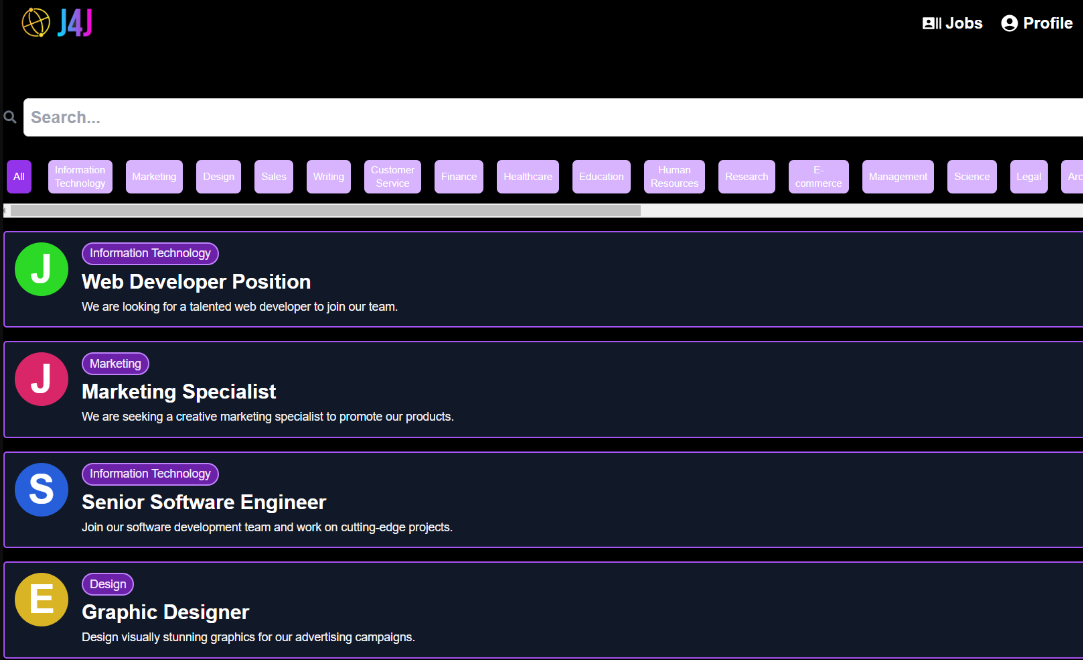 J4J
Jobs
Profile
Search...
All
Information
Technology
Marketing
Design
Sales
Writing
Customer
Service
Finance
Healthcare
Education
Human
Resources
Research
E-
commerce
Management
Science
Legal
Arc
J
Information Technology
Web Developer Position
We are looking for a talented web developer to join our team.
J
Marketing
Marketing Specialist
We are seeking a creative marketing specialist to promote our products.
S
Information Technology
Senior Software Engineer
Join our software development team and work on cutting-edge projects.
E
Design
Graphic Designer
Design visually stunning graphics for our advertising campaigns.